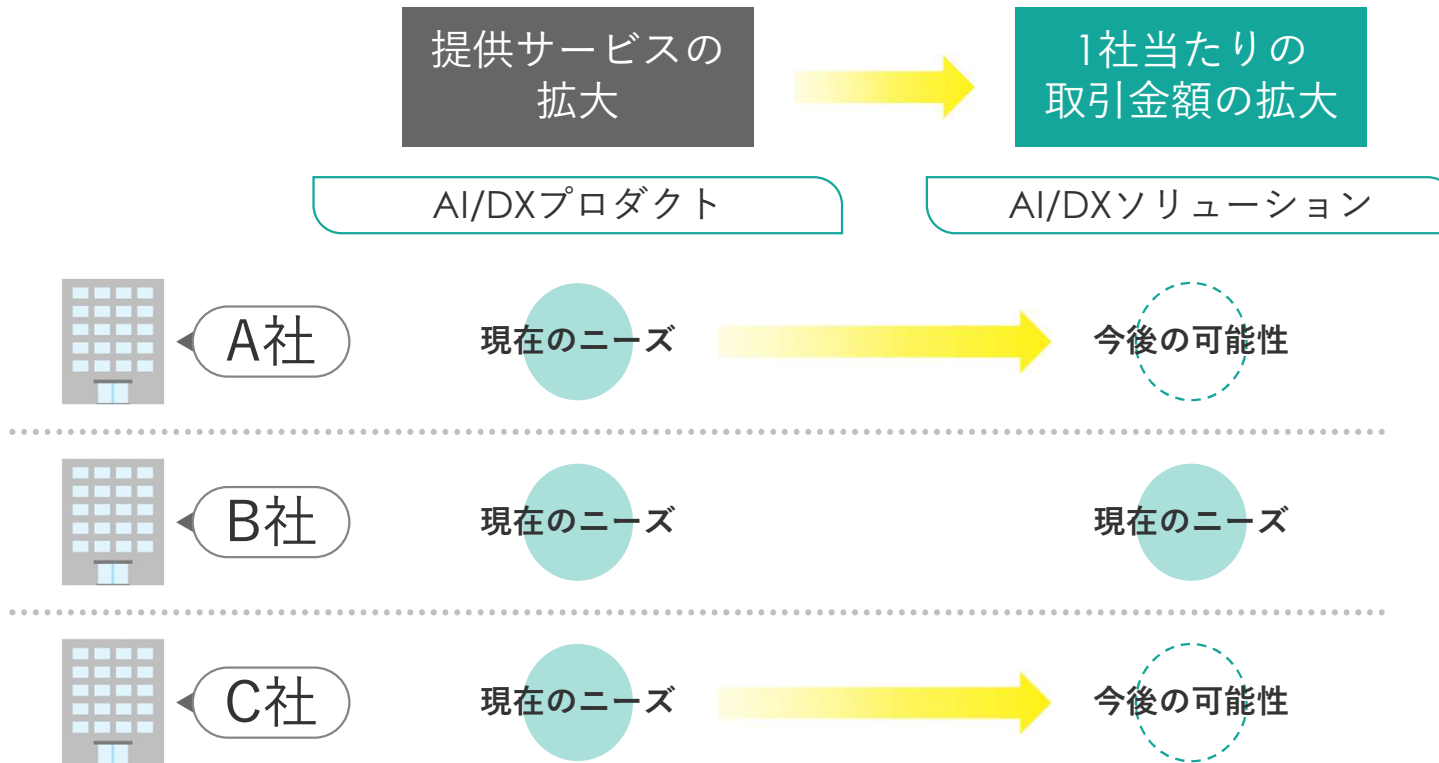 提供サービスの
拡大
1社当たりの
取引金額の拡大
AI/DXプロダクト
AI/DXソリューション
A社
現在のニーズ
今後の可能性
B社
現在のニーズ
現在のニーズ
C社
現在のニーズ
今後の可能性